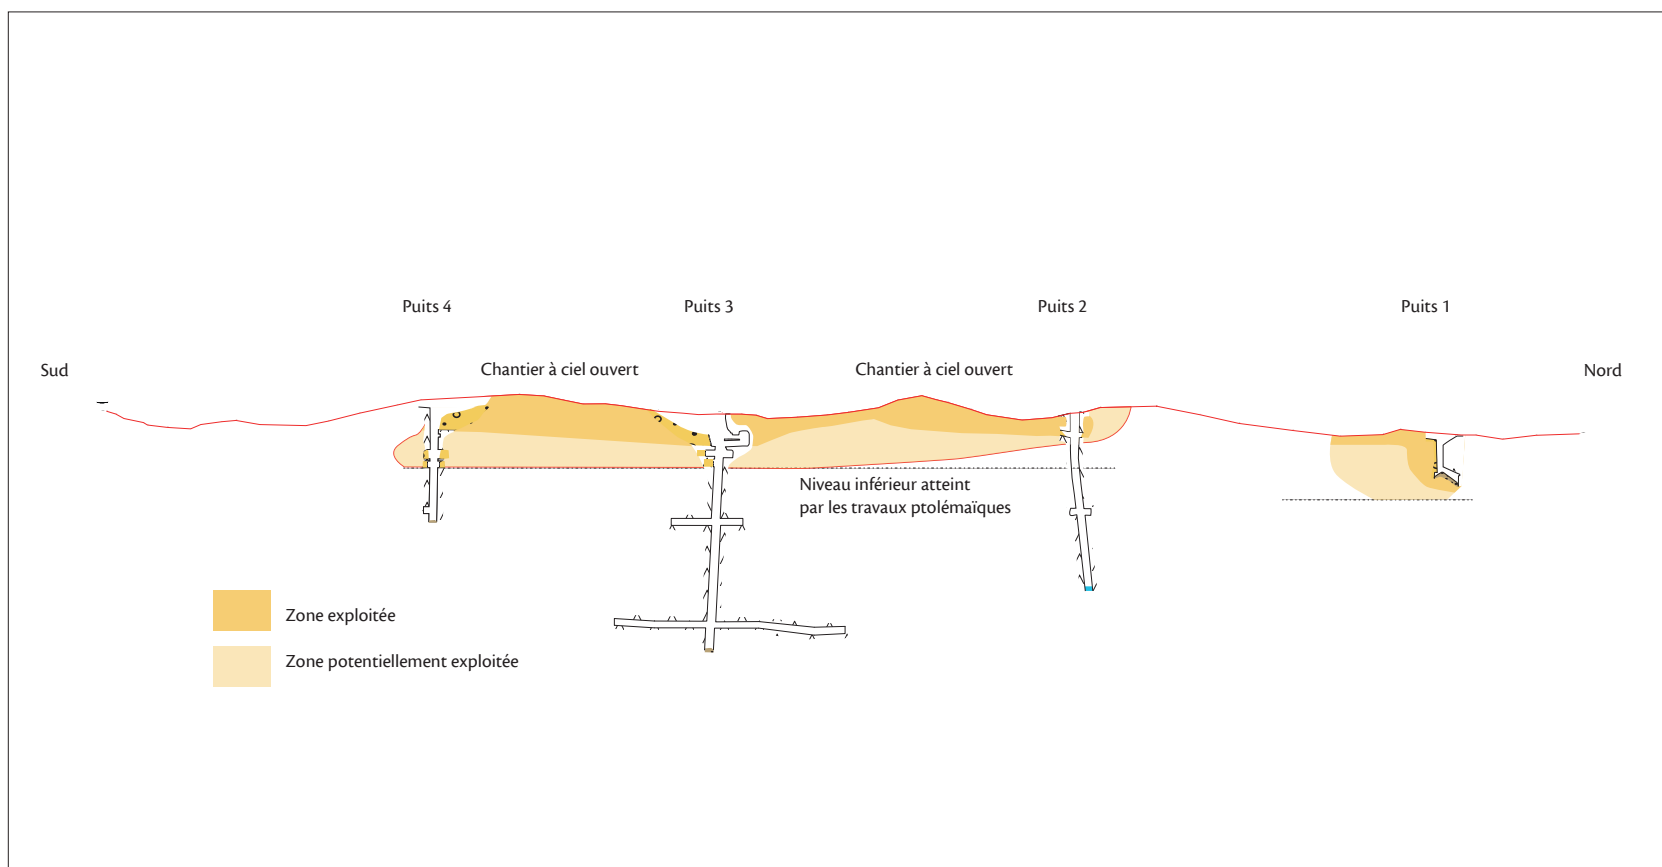 Puits 4
Puits 3
Puits 2
Puits 1
Sud
Chantier à ciel ouvert
Chantier à ciel ouvert
Nord
Niveau inférieur atteint
par les travaux ptolémaïques
Zone exploitée
Zone potentiellement exploitée